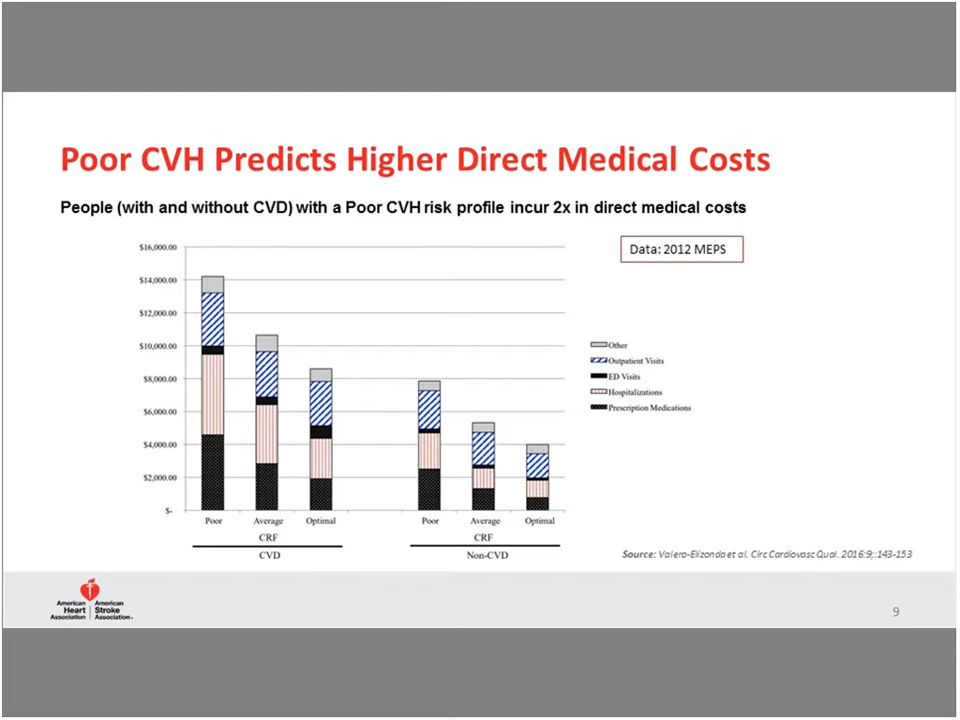 Poor CVH Predicts Higher Direct Medical Costs
People (with and without CVD) with a Poor CVH risk profile incur 2x in direct medical costs
Data: 2012 MEPS
$16,000.00
$14,000.00
$12,000.00
$10,000.00
$8,000.00
$6,000.00
$4,000.00
$2,000.00
$-
Poor Average Optimal Poor Average Optimal
CRF CRF
CVD Non-CVD
Other
Outpatient Visits
ED Visits
Hospitalizations
Prescription Medications
Source: Valero-Elizonda et al. Circ Cardiovasc Qual. 2016:9;:143-153
American American
Heart Stroke
Association Association.
9